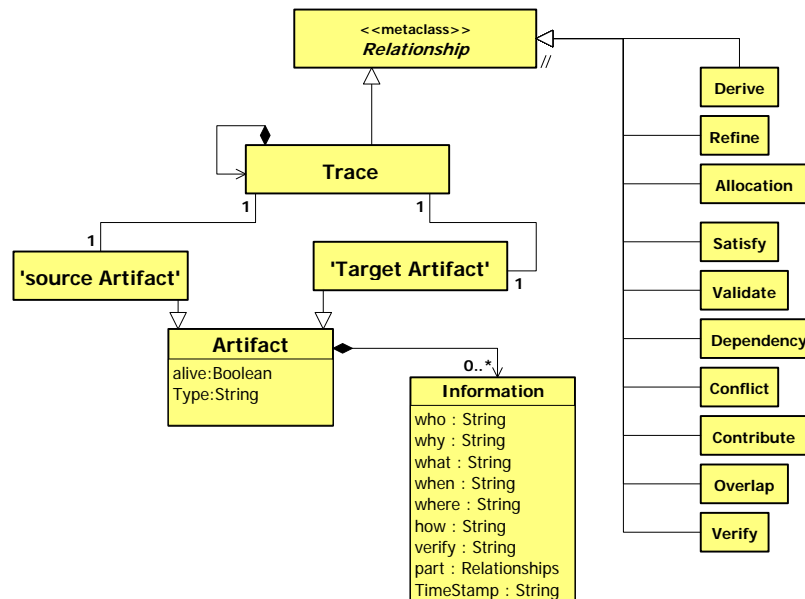 <<metaclass>>
Relationship
//
Derive
Refine
Allocation
Satisfy
Validate
Dependency
Conflict
Contribute
Overlap
Verify
Trace
1
1
1
1
'source Artifact'
'Target Artifact'
Artifact
alive:Boolean
Type:String
0..*
Information
who : String
why : String
what : String
when : String
where : String
how : String
verify : String
part : Relationships
TimeStamp : String